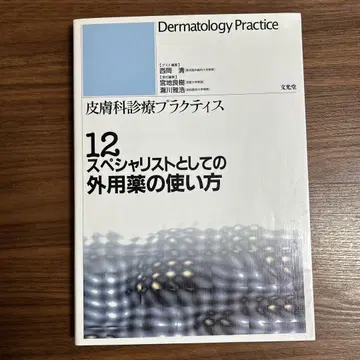 Dermatology Practice
西岡 清
宮地良樹
瀧川雅浩
文光堂
皮膚科診療プラクティス
12
スペシャリストとしての
外用薬の使い方